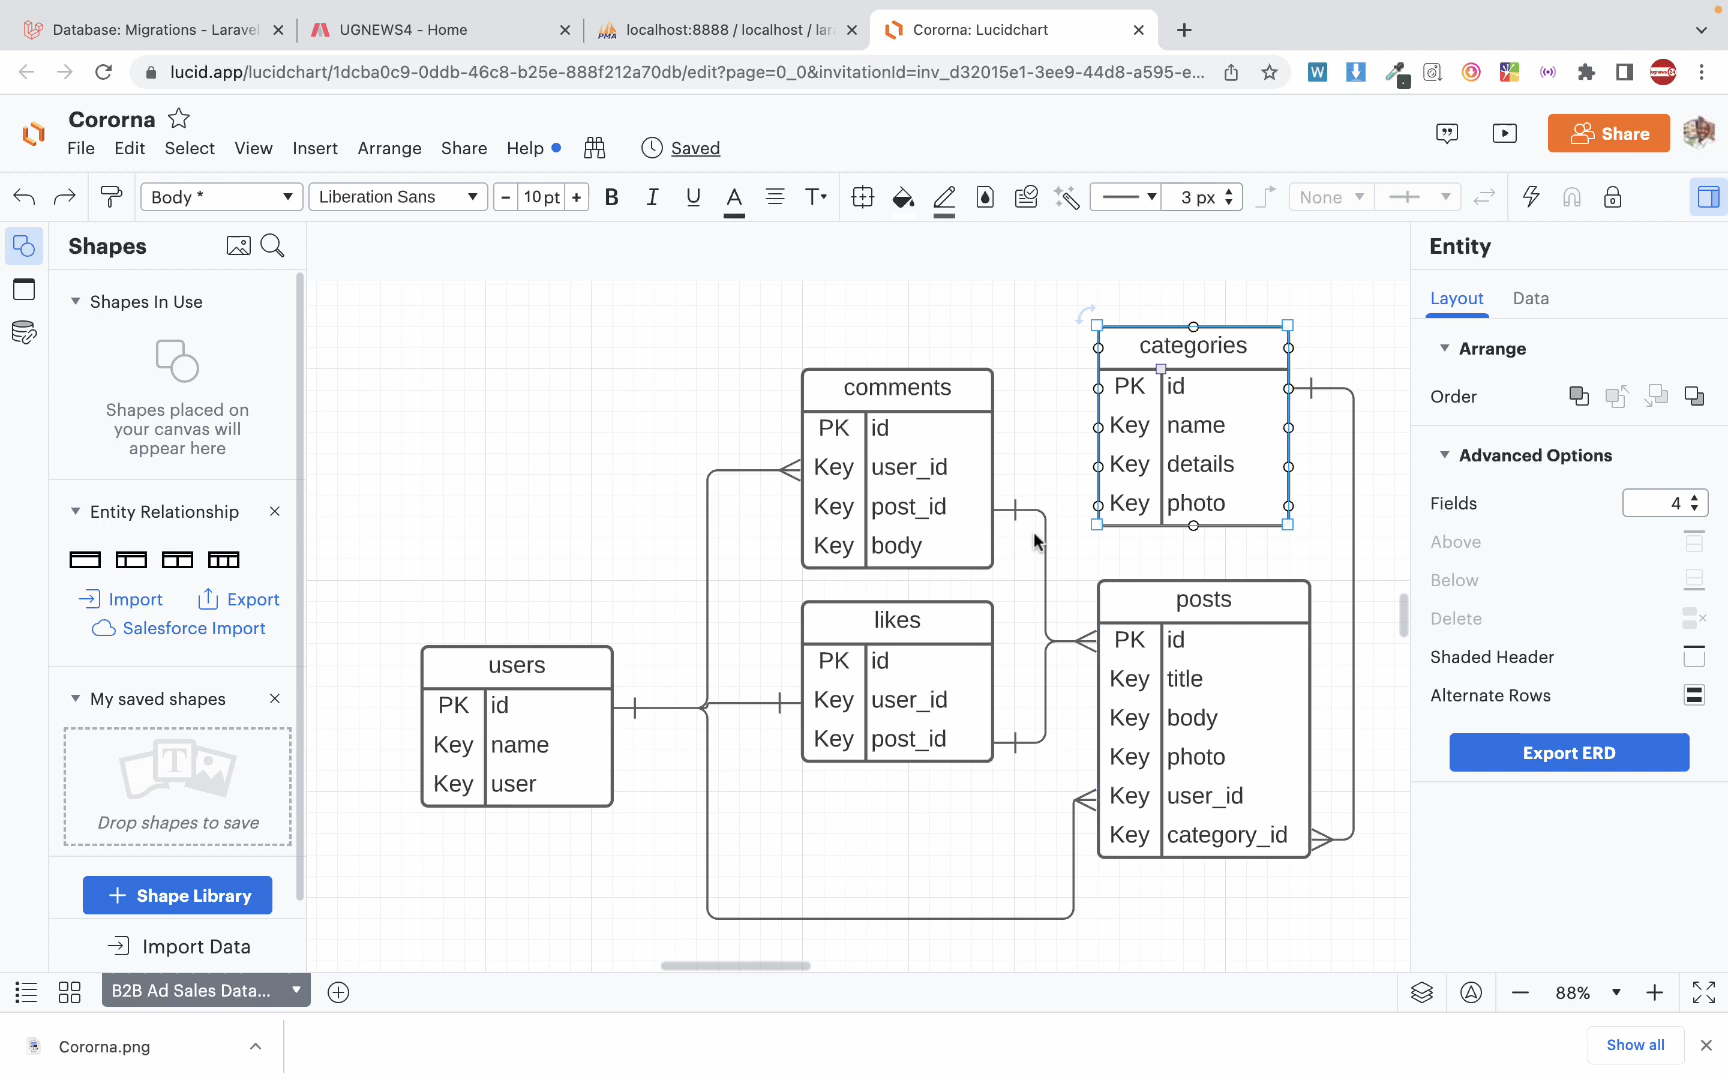 Database: Migrations - Laravel
UGNEWS4 - Home
localhost:8888 / localhost / lar
Cororna: Lucidchart
lucid.app/lucidchart/1dcba0c9-0ddb-46c8-b25e-888f212a70db/edit?page=0_0&invitationId=inv_d32015e1-3ee9-44d8-a595-e...
Cororna
File Edit Select View Insert Arrange Share Help Saved
Share
Body * Liberation Sans - 10 pt + B I U A T 3 px None
Shapes
Shapes In Use
Shapes placed on
your canvas will
appear here
Entity Relationship
Import Export
Salesforce Import
My saved shapes
T
Drop shapes to save
+ Shape Library
Import Data
categories
PK id
Key name
Key details
Key photo
comments
PK id
Key user_id
Key post_id
Key body
likes
PK id
Key user_id
Key post_id
users
PK id
Key name
Key user
posts
PK id
Key title
Key body
Key photo
Key user_id
Key category_id
Entity
Layout Data
Arrange
Order
Advanced Options
Fields 4
Above
Below
Delete
Shaded Header
Alternate Rows
Export ERD
B2B Ad Sales Data...
88%
Cororna.png
Show all